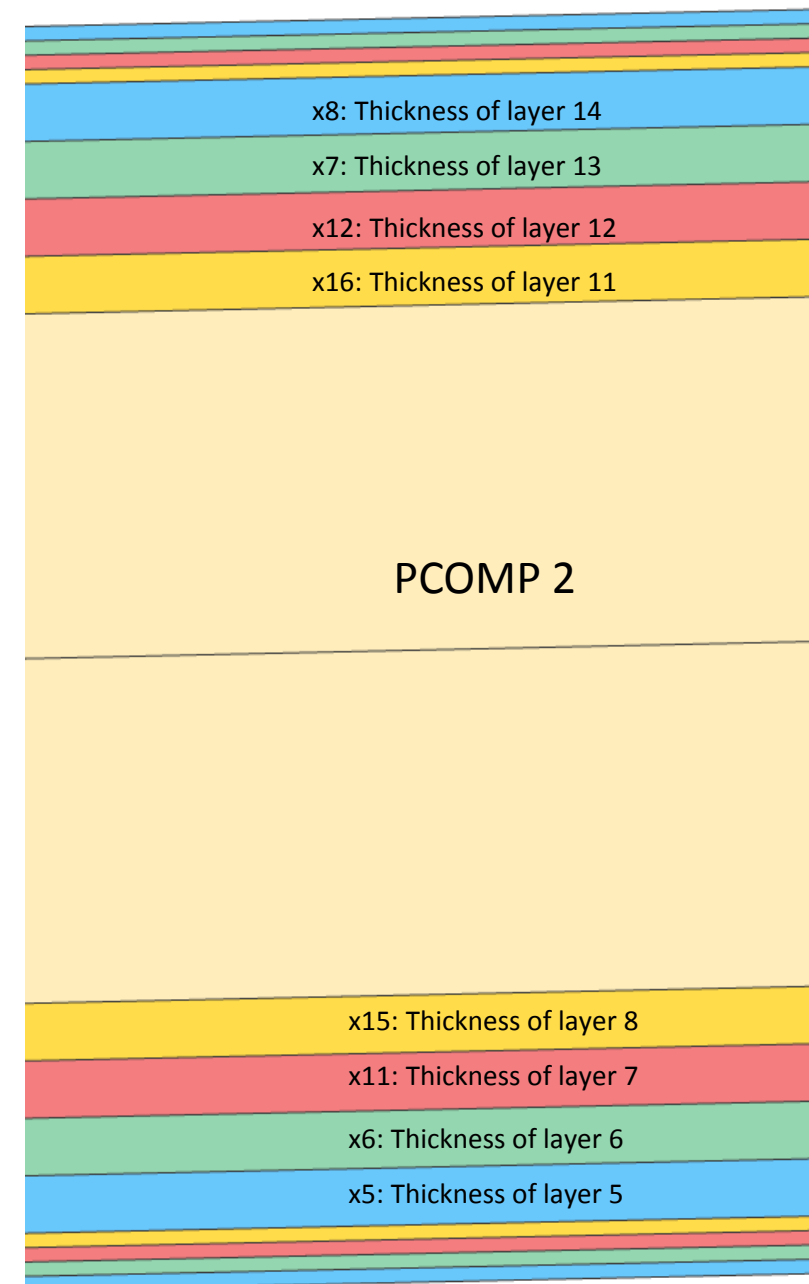 x8: Thickness of layer 14
x7: Thickness of layer 13
x12: Thickness of layer 12
x16: Thickness of layer 11
PCOMP 2
x15: Thickness of layer 8
x11: Thickness of layer 7
x6: Thickness of layer 6
x5: Thickness of layer 5